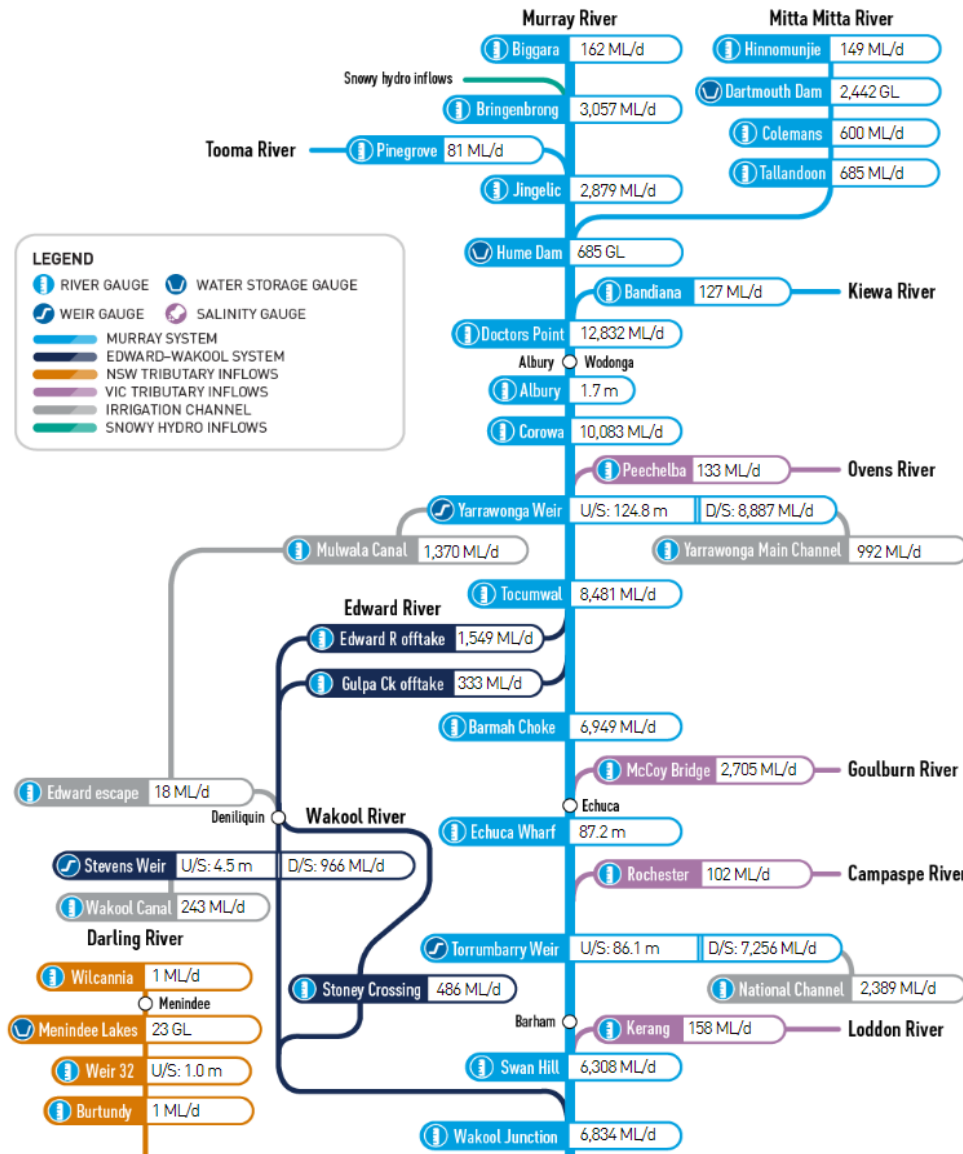 Murray River
Mitta Mitta River
Biggara 162 ML/d
Hinnomunjie 149 ML/d
Snowy hydro inflows
Dartmouth Dam 2,442 GL
Bringenbrong 3,057 ML/d
Colemans 600 ML/d
Tooma River
Pinegrove 81 ML/d
Tallandoon 685 ML/d
Jingelic 2,879 ML/d
LEGEND
RIVER GAUGE
WATER STORAGE GAUGE
WEIR GAUGE
SALINITY GAUGE
MURRAY SYSTEM
EDWARD–WAKOOL SYSTEM
NSW TRIBUTARY INFLOWS
VIC TRIBUTARY INFLOWS
IRRIGATION CHANNEL
SNOWY HYDRO INFLOWS
Hume Dam 685 GL
Bandiana 127 ML/d
Kiewa River
Doctors Point 12,832 ML/d
Albury Wodonga
Albury 1.7 m
Corowa 10,083 ML/d
Peechelba 133 ML/d
Ovens River
Yarrawonga Weir U/S: 124.8 m D/S: 8,887 ML/d
Mulwala Canal 1,370 ML/d
Yarrawonga Main Channel 992 ML/d
Tocumwal 8,481 ML/d
Edward River
Edward R offtake 1,549 ML/d
Gulpa Ck offtake 333 ML/d
Barmah Choke 6,949 ML/d
McCoy Bridge 2,705 ML/d
Goulburn River
Edward escape 18 ML/d
Echuca
Deniliquin
Wakool River
Echuca Wharf 87.2 m
Stevens Weir U/S: 4.5 m D/S: 966 ML/d
Rochester 102 ML/d
Campaspe River
Wakool Canal 243 ML/d
Darling River
Torrumbarry Weir U/S: 86.1 m D/S: 7,256 ML/d
Wilcannia 1 ML/d
Stoney Crossing 486 ML/d
National Channel 2,389 ML/d
Menindee
Barham
Menindee Lakes 23 GL
Kerang 158 ML/d
Loddon River
Weir 32 U/S: 1.0 m
Swan Hill 6,308 ML/d
Burtundy 1 ML/d
Wakool Junction 6,834 ML/d